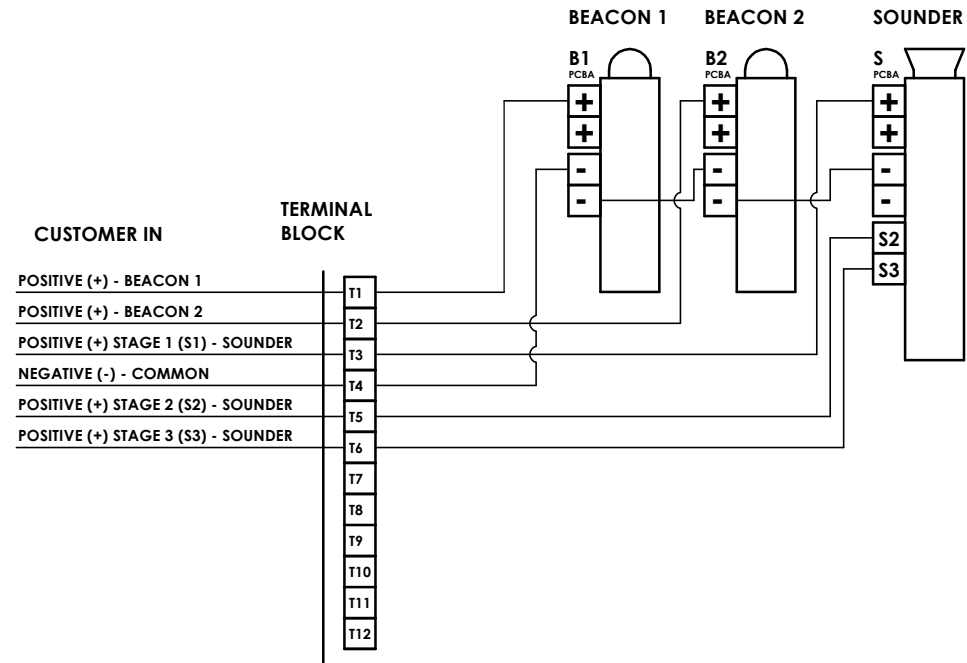 BEACON 1 BEACON 2 SOUNDER
B1 B2 S
PCBA PCBA PCBA
+ + +
+ + +
- - -
- - -
S2
S3
CUSTOMER IN
TERMINAL
BLOCK
POSITIVE (+) - BEACON 1
T1
POSITIVE (+) - BEACON 2
T2
POSITIVE (+) STAGE 1 (S1) - SOUNDER
T3
NEGATIVE (-) - COMMON
T4
POSITIVE (+) STAGE 2 (S2) - SOUNDER
T5
POSITIVE (+) STAGE 3 (S3) - SOUNDER
T6
T7
T8
T9
T10
T11
T12